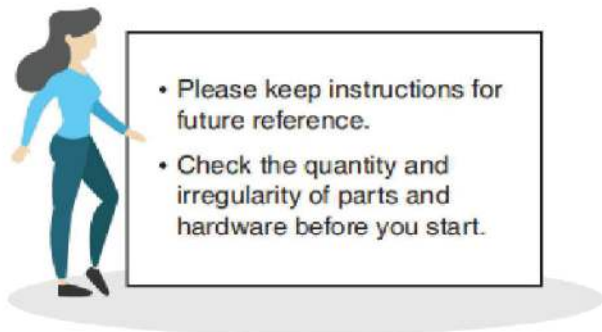 • Please keep instructions for
future reference.
• Check the quantity and
irregularity of parts and
hardware before you start.